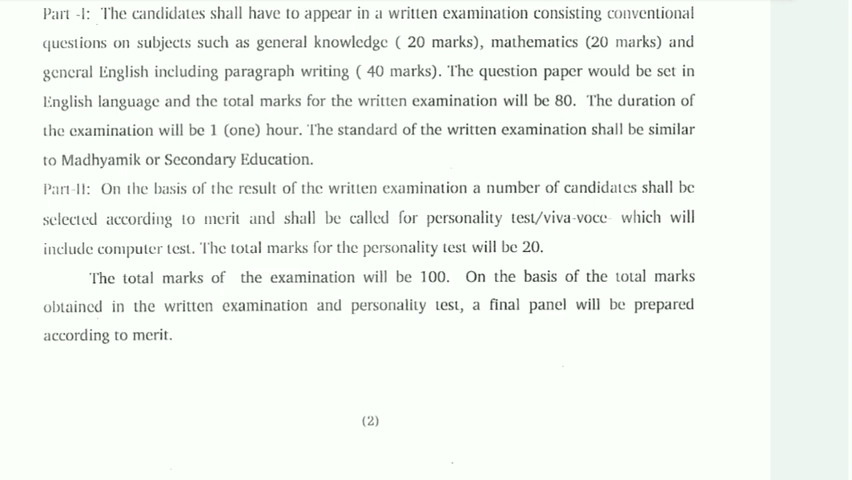 Part -I: The candidates shall have to appear in a written examination consisting conventional
questions on subjects such as general knowledge ( 20 marks), mathematics (20 marks) and
general English including paragraph writing ( 40 marks). The question paper would be set in
English language and the total marks for the written examination will be 80. The duration of
the examination will be 1 (one) hour. The standard of the written examination shall be similar
to Madhyamik or Secondary Education.
Part-II: On the basis of the result of the written examination a number of candidates shall be
selected according to merit and shall be called for personality test/viva-voce- which will
include computer test. The total marks for the personality test will be 20.
The total marks of the examination will be 100. On the basis of the total marks
obtained in the written examination and personality test, a final panel will be prepared
according to merit.
(2)